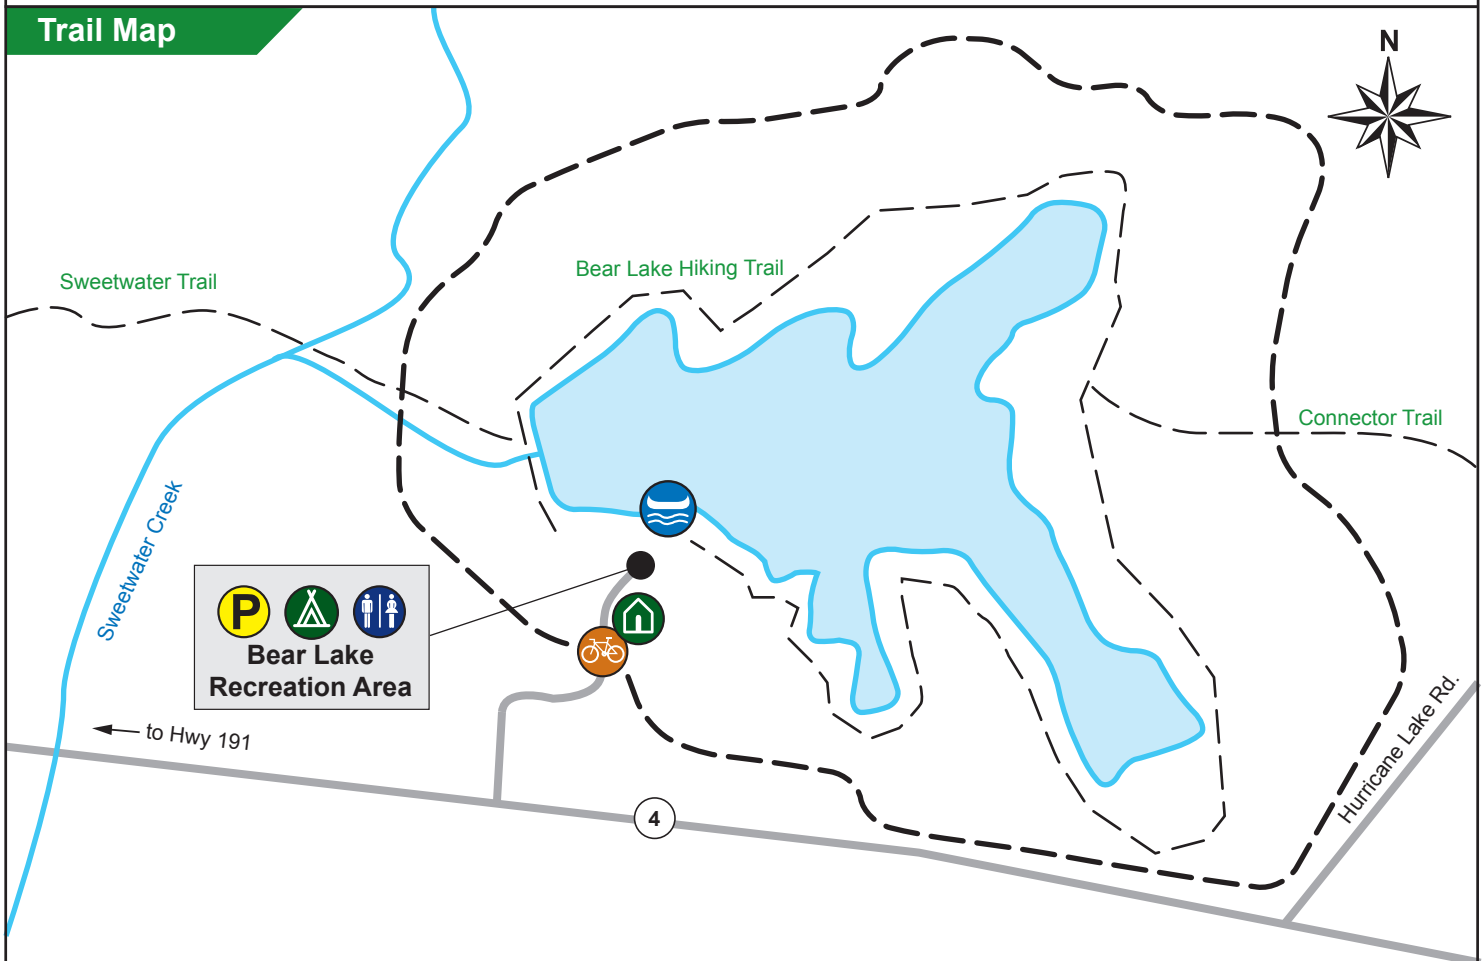 Trail Map
N
Sweetwater Trail
Bear Lake Hiking Trail
Connector Trail
Sweetwater Creek
P
Bear Lake
Recreation Area
to Hwy 191
4
Hurricane Lake Rd.